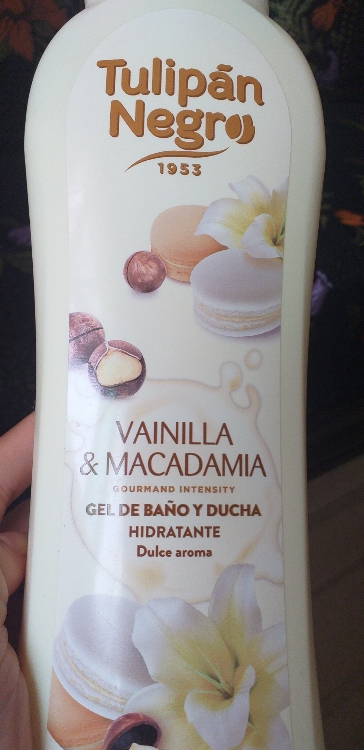 Tulipán
Negro
1953
VAINILLA
& MACADAMIA
GOURMAND INTENSITY
GEL DE BAÑO Y DUCHA
HIDRATANTE
Dulce aroma